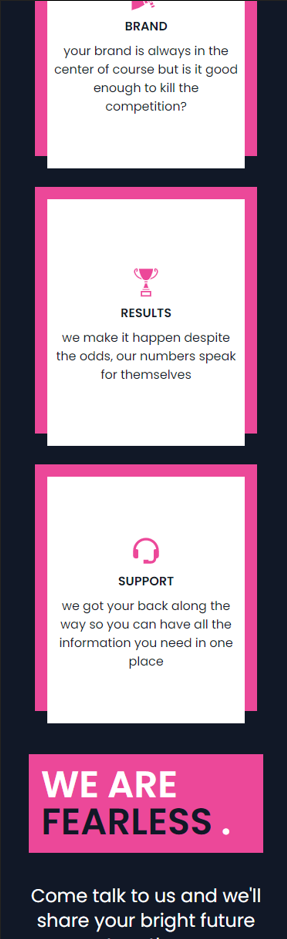 BRAND
your brand is always in the
center of course but is it good
enough to kill the
competition?
RESULTS
we make it happen despite
the odds, our numbers speak
for themselves
SUPPORT
we got your back along the
way so you can have all the
information you need in one
place
WE ARE
FEARLESS .
Come talk to us and we'll
share your bright future